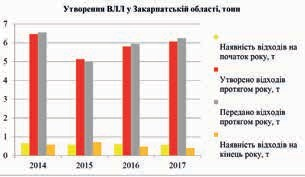 Утворення ВЛЛ у Закарпатській області, тонн
7
6
5
4
3
2
1
0
2014 2015 2016 2017
Наявність відходів на
початок року, т
Утворено відходів
протягом року, т
Передано відходів
протягом року, т
Наявність відходів на
кінець року, т